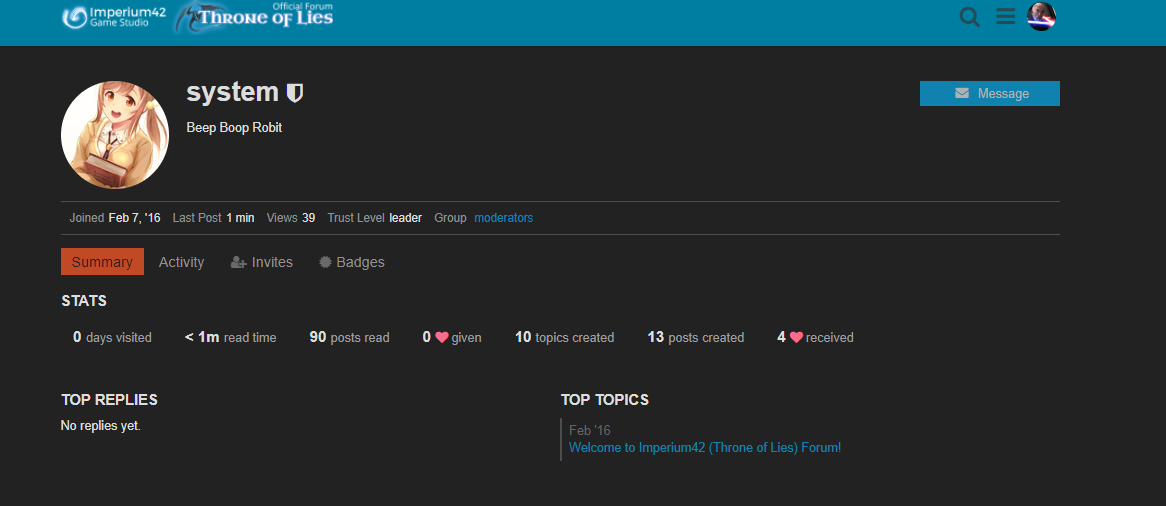 Imperium42
Game Studio
Official Forum
THRONE OF LIES
system
Message
Beep Boop Robit
Joined Feb 7, '16 Last Post 1 min Views 39 Trust Level leader Group moderators
Summary Activity Invites Badges
STATS
0 days visited < 1m read time 90 posts read 0 given 10 topics created 13 posts created 4 received
TOP REPLIES
No replies yet.
TOP TOPICS
Feb '16
Welcome to Imperium42 (Throne of Lies) Forum!